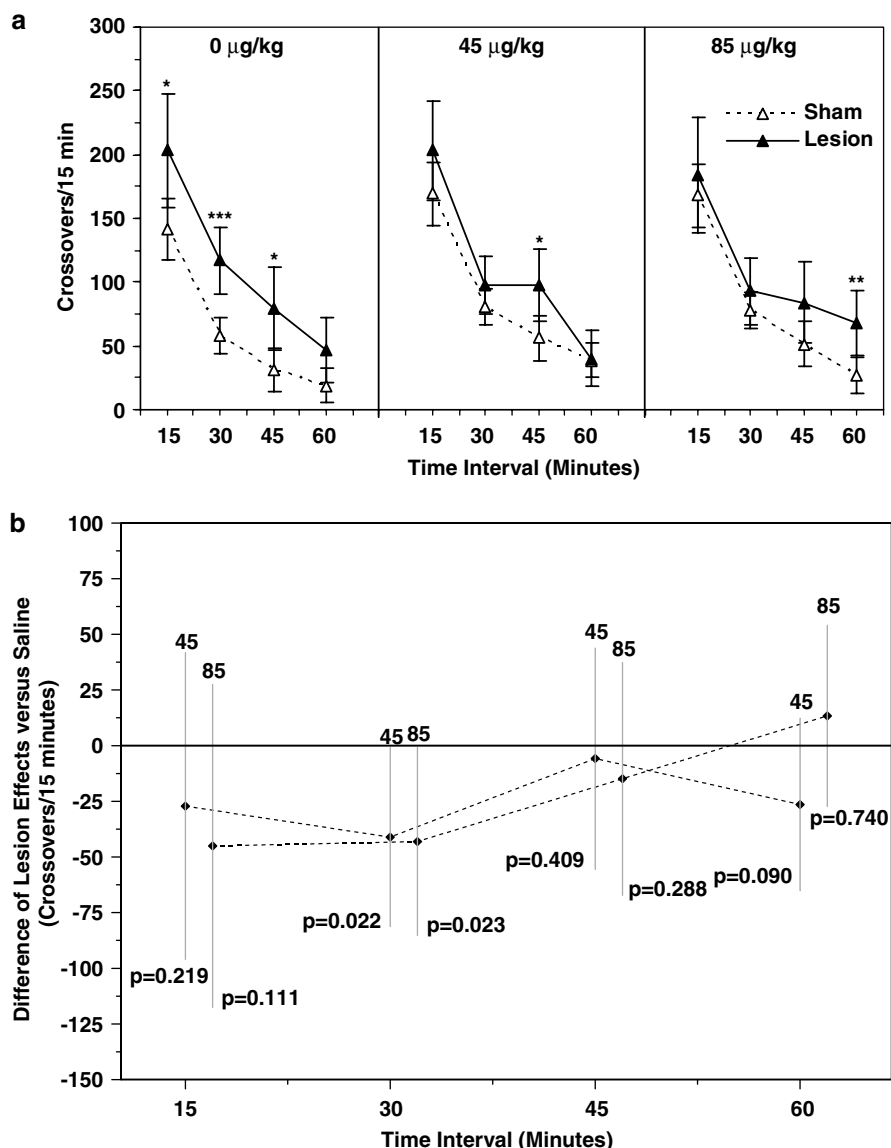 a
300
250
200
150
100
50
0
Crossovers/15 min
0 μg/kg
45 μg/kg
85 μg/kg
Sham
Lesion
*
***
*
*
**
15 30 45 60
15 30 45 60
15 30 45 60
Time Interval (Minutes)
b
100
75
50
25
0
-25
-50
-75
-100
-125
-150
Difference of Lesion Effects versus Saline
(Crossovers/15 minutes)
45
85
45
85
45
85
45
85
p=0.219
p=0.111
p=0.022
p=0.023
p=0.409
p=0.288
p=0.090
p=0.740
15 30 45 60
Time Interval (Minutes)